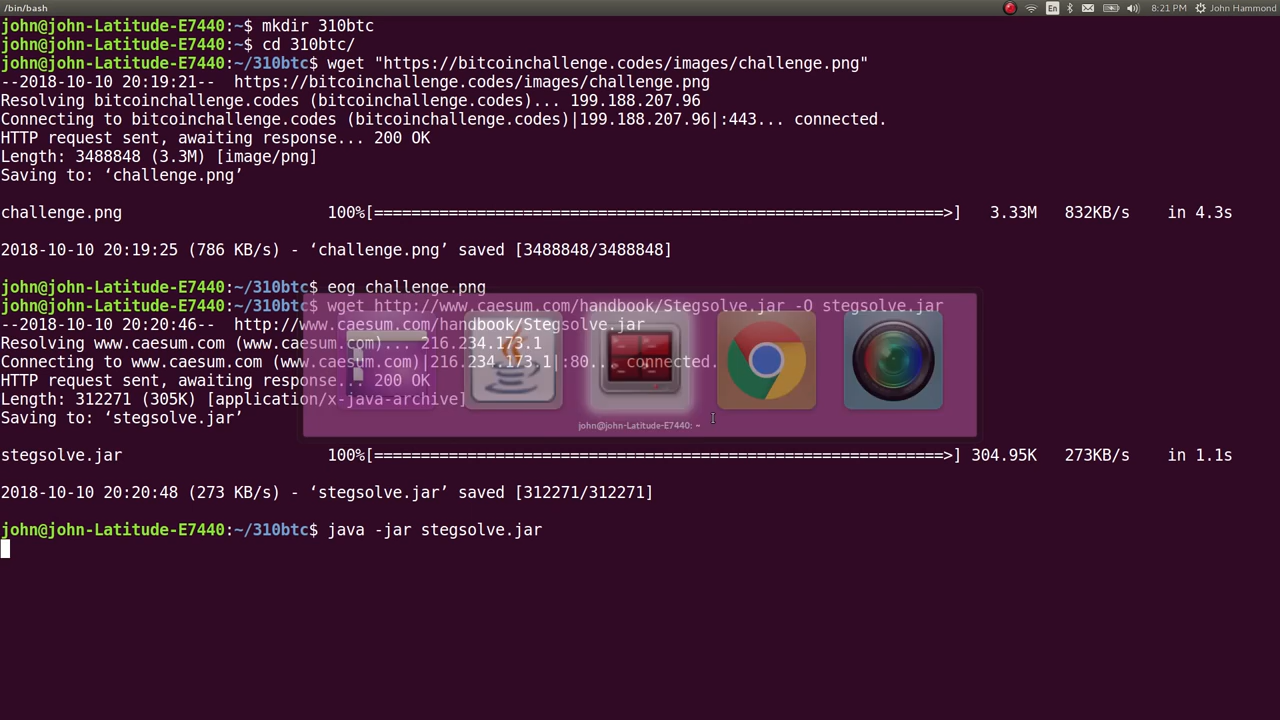 /bin/bash
En
8:21 PM
John Hammond
john@john-Latitude-E7440:~$ mkdir 310btc
john@john-Latitude-E7440:~$ cd 310btc/
john@john-Latitude-E7440:~/310btc$ wget "https://bitcoinchallenge.codes/images/challenge.png"
--2018-10-10 20:19:21--  https://bitcoinchallenge.codes/images/challenge.png
Resolving bitcoinchallenge.codes (bitcoinchallenge.codes)... 199.188.207.96
Connecting to bitcoinchallenge.codes (bitcoinchallenge.codes)|199.188.207.96|:443... connected.
HTTP request sent, awaiting response... 200 OK
Length: 3488848 (3.3M) [image/png]
Saving to: ‘challenge.png’
challenge.png                      100%[=============================================================>]   3.33M   832KB/s    in 4.3s
2018-10-10 20:19:25 (786 KB/s) - ‘challenge.png’ saved [3488848/3488848]
john@john-Latitude-E7440:~/310btc$ eog challenge.png
john@john-Latitude-E7440:~/310btc$ wget http://www.caesum.com/handbook/Stegsolve.jar -O stegsolve.jar
--2018-10-10 20:20:46--  http://www.caesum.com/handbook/Stegsolve.jar
Resolving www.caesum.com (www.caesum.com)... 216.234.173.1
Connecting to www.caesum.com (www.caesum.com)|216.234.173.1|:80... connected.
HTTP request sent, awaiting response... 200 OK
Length: 312271 (305K) [application/x-java-archive]
Saving to: ‘stegsolve.jar’
john@john-Latitude-E7440: ~
stegsolve.jar                      100%[=============================================================>] 304.95K   273KB/s    in 1.1s
2018-10-10 20:20:48 (273 KB/s) - ‘stegsolve.jar’ saved [312271/312271]
john@john-Latitude-E7440:~/310btc$ java -jar stegsolve.jar